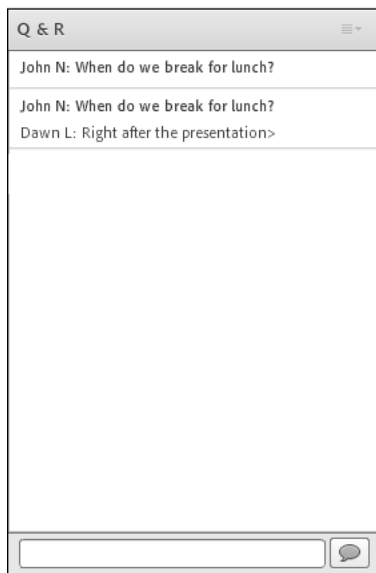 Q & R
John N: When do we break for lunch?
John N: When do we break for lunch?
Dawn L: Right after the presentation>